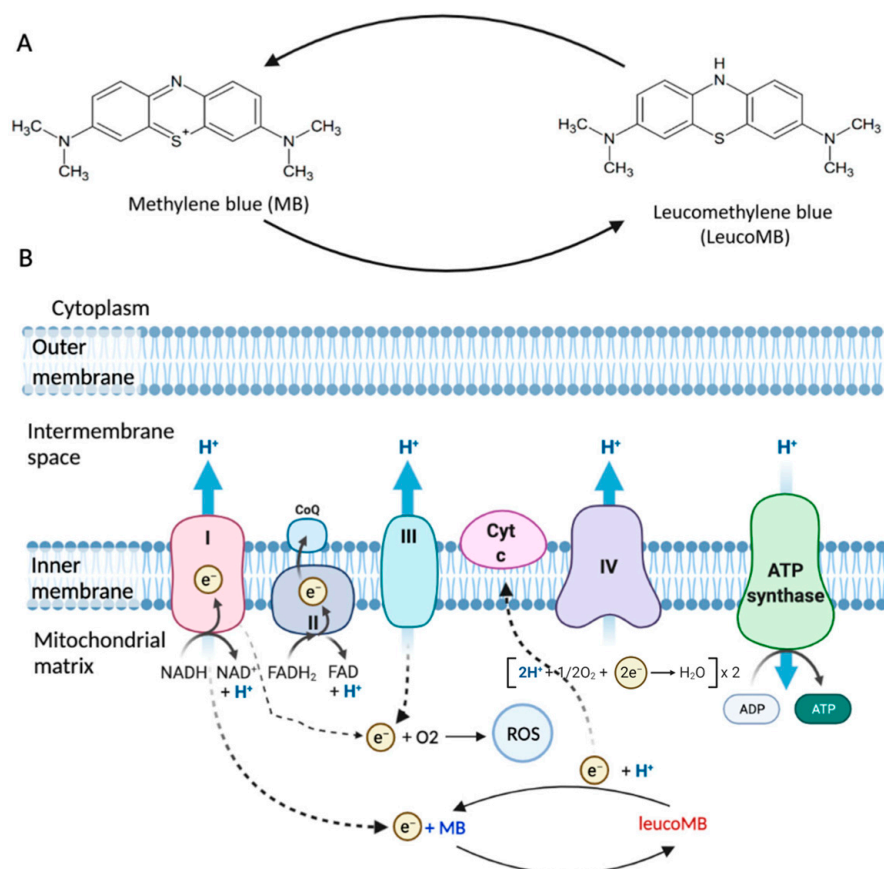 A
N
S+
H3C
N
CH3
N
CH3
CH3
Methylene blue (MB)
H
N
S
H3C
N
CH3
N
CH3
CH3
Leucomethylene blue
(LeucoMB)
B
Cytoplasm
Outer
membrane
Intermembrane
space
H+
H+
H+
H+
CoQ
I
III
Cyt
c
IV
Inner
membrane
e−
e−
II
ATP
synthase
Mitochondrial
matrix
NADH NAD+
+ H+
FADH2 FAD
+ H+
[2H+ + 1/2O2 + 2e− → H2O] x 2
ADP
ATP
e− + O2 → ROS
e− + H+
e− + MB
leucoMB